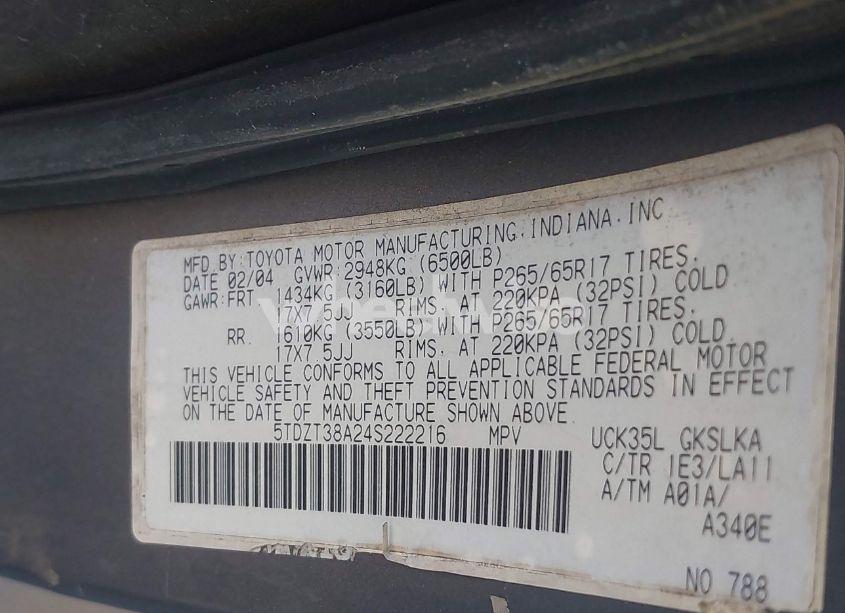 MFD BY: TOYOTA MOTOR MANUFACTURING, INDIANA, INC
DATE 02/04 GVWR: 2948KG (6500LB)
GAWR: FRT 1434KG (3160LB) WITH P265/65R17 TIRES,
17X7.5JJ RIMS, AT 220KPA (32PSI) COLD
RR. 1610KG (3550LB) WITH P265/65R17 TIRES,
17X7.5JJ RIMS, AT 220KPA (32PSI) COLD
THIS VEHICLE CONFORMS TO ALL APPLICABLE FEDERAL MOTOR
VEHICLE SAFETY AND THEFT PREVENTION STANDARDS IN EFFECT
ON THE DATE OF MANUFACTURE SHOWN ABOVE.
5TDZT38A24S222216 MPV
UCK35L GKSLKA
C/TR 1E3/LA11
A/TM A01A/
A340E
NO 788